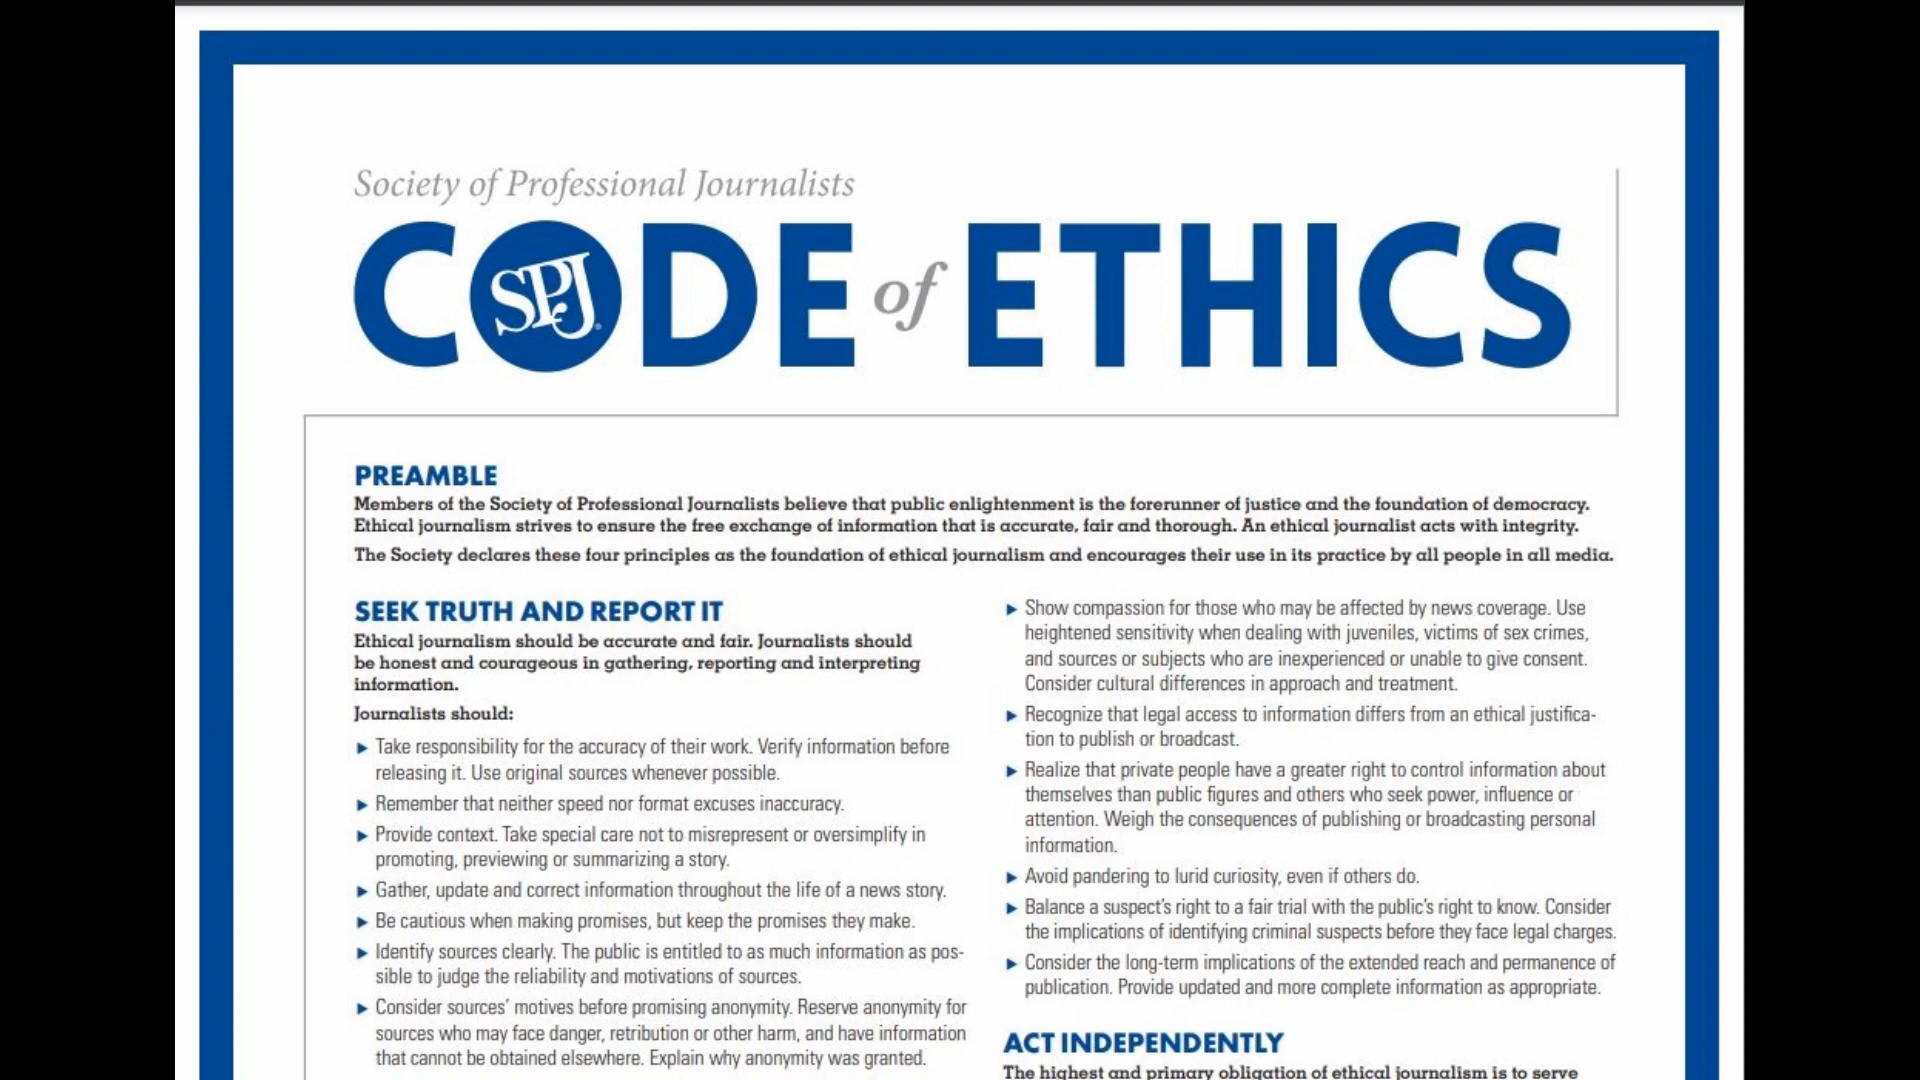 Society of Professional Journalists
CODE of ETHICS
SPJ
PREAMBLE
Members of the Society of Professional Journalists believe that public enlightenment is the forerunner of justice and the foundation of democracy.
Ethical journalism strives to ensure the free exchange of information that is accurate, fair and thorough. An ethical journalist acts with integrity.
The Society declares these four principles as the foundation of ethical journalism and encourages their use in its practice by all people in all media.
SEEK TRUTH AND REPORT IT
Ethical journalism should be accurate and fair. Journalists should
be honest and courageous in gathering, reporting and interpreting
information.
Journalists should:
▶ Take responsibility for the accuracy of their work. Verify information before
releasing it. Use original sources whenever possible.
▶ Remember that neither speed nor format excuses inaccuracy.
▶ Provide context. Take special care not to misrepresent or oversimplify in
promoting, previewing or summarizing a story.
▶ Gather, update and correct information throughout the life of a news story.
▶ Be cautious when making promises, but keep the promises they make.
▶ Identify sources clearly. The public is entitled to as much information as pos-
sible to judge the reliability and motivations of sources.
▶ Consider sources’ motives before promising anonymity. Reserve anonymity for
sources who may face danger, retribution or other harm, and have information
that cannot be obtained elsewhere. Explain why anonymity was granted.
▶ Show compassion for those who may be affected by news coverage. Use
heightened sensitivity when dealing with juveniles, victims of sex crimes,
and sources or subjects who are inexperienced or unable to give consent.
Consider cultural differences in approach and treatment.
▶ Recognize that legal access to information differs from an ethical justifica-
tion to publish or broadcast.
▶ Realize that private people have a greater right to control information about
themselves than public figures and others who seek power, influence or
attention. Weigh the consequences of publishing or broadcasting personal
information.
▶ Avoid pandering to lurid curiosity, even if others do.
▶ Balance a suspect’s right to a fair trial with the public’s right to know. Consider
the implications of identifying criminal suspects before they face legal charges.
▶ Consider the long-term implications of the extended reach and permanence of
publication. Provide updated and more complete information as appropriate.
ACT INDEPENDENTLY
The highest and primary obligation of ethical journalism is to serve